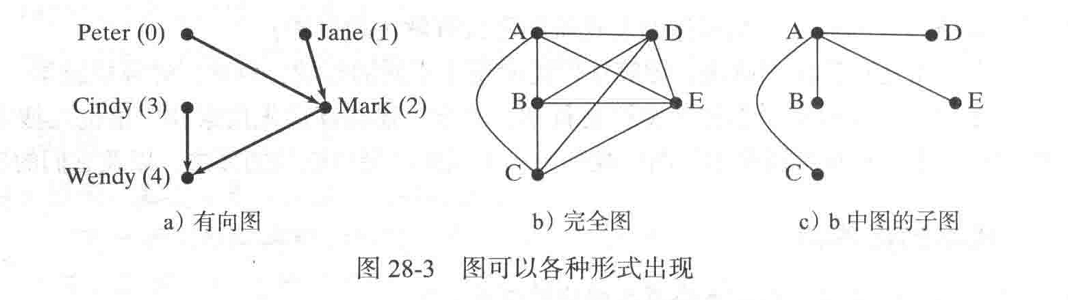 Peter (0)
Jane (1)
Cindy (3)
Mark (2)
Wendy (4)
a）有向图
A
D
B
E
C
b）完全图
A
D
B
E
C
c）b 中图的子图
图 28-3 图可以各种形式出现